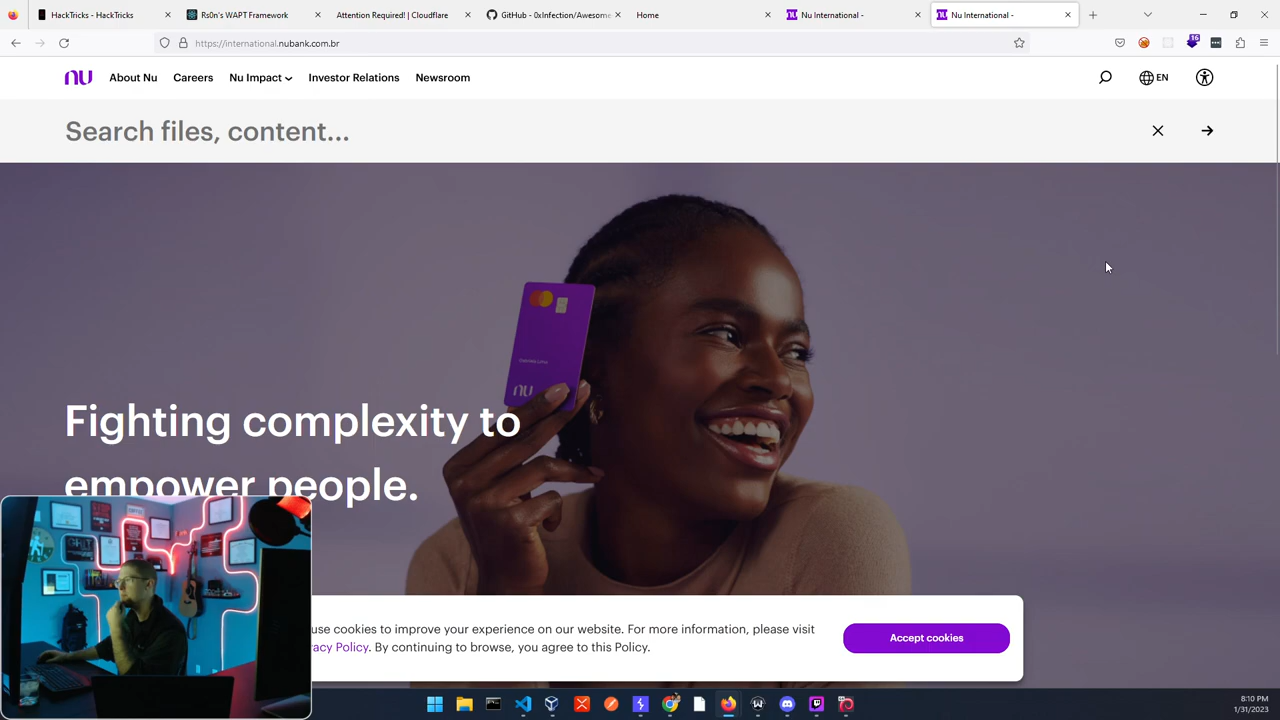 HackTricks - HackTricks
Rs0n's WAPT Framework
Attention Required! | Cloudflare
GitHub - 0xInfection/Awesome
Home
Nu International -
Nu International -
https://international.nubank.com.br
16
nu
About Nu
Careers
Nu Impact
Investor Relations
Newsroom
EN
Search files, content...
nu
Fighting complexity to
empower people.
use cookies to improve your experience on our website. For more information, please visit
acy Policy. By continuing to browse, you agree to this Policy.
Accept cookies
8:10 PM
1/31/2023